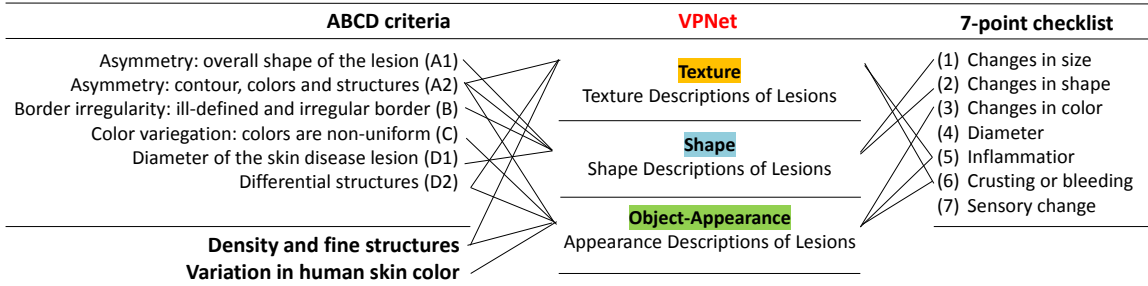 ABCD criteria
VPNet
7-point checklist
Asymmetry: overall shape of the lesion (A1)
Asymmetry: contour, colors and structures (A2)
Border irregularity: ill-defined and irregular border (B)
Color variegation: colors are non-uniform (C)
Diameter of the skin disease lesion (D1)
Differential structures (D2)
Density and fine structures
Variation in human skin color
Texture
Texture Descriptions of Lesions
Shape
Shape Descriptions of Lesions
Object-Appearance
Appearance Descriptions of Lesions
(1) Changes in size
(2) Changes in shape
(3) Changes in color
(4) Diameter
(5) Inflammatior
(6) Crusting or bleeding
(7) Sensory change